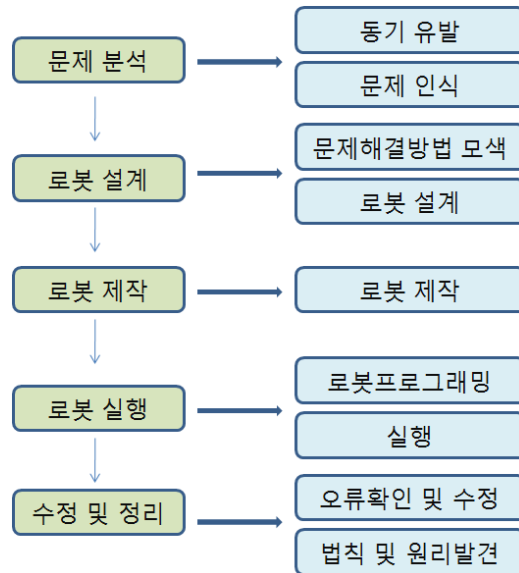 문제 분석
동기 유발
문제 인식
로봇 설계
문제해결방법 모색
로봇 설계
로봇 제작
로봇 제작
로봇 실행
로봇프로그래밍
실행
수정 및 정리
오류확인 및 수정
법칙 및 원리발견